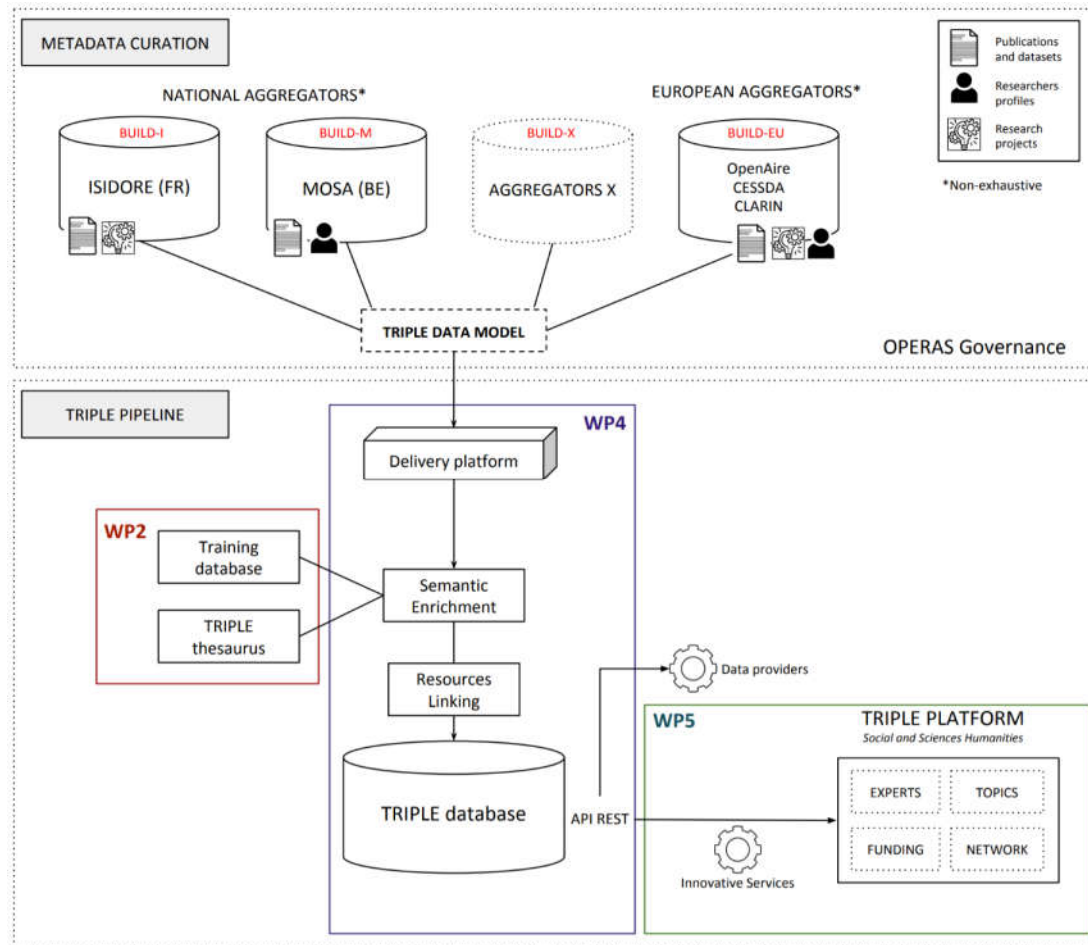 METADATA CURATION
NATIONAL AGGREGATORS*
EUROPEAN AGGREGATORS*
Publications
and datasets
Researchers
profiles
Research
projects
*Non-exhaustive
BUILD-I
ISIDORE (FR)
BUILD-M
MOSA (BE)
BUILD-X
AGGREGATORS X
BUILD-EU
OpenAire
CESSDA
CLARIN
TRIPLE DATA MODEL
OPERAS Governance
TRIPLE PIPELINE
WP4
Delivery platform
WP2
Training
database
TRIPLE
thesaurus
Semantic
Enrichment
Resources
Linking
TRIPLE database
API REST
Data providers
WP5
TRIPLE PLATFORM
Social and Sciences Humanities
EXPERTS
TOPICS
FUNDING
NETWORK
Innovative Services